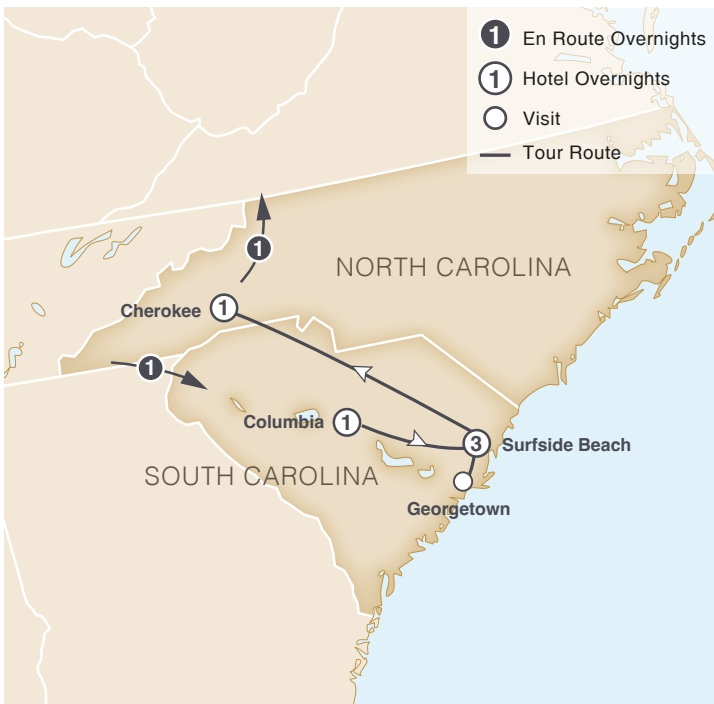 1 En Route Overnights
1 Hotel Overnights
Visit
Tour Route
1
NORTH CAROLINA
Cherokee 1
1
Columbia 1
3 Surfside Beach
SOUTH CAROLINA
Georgetown